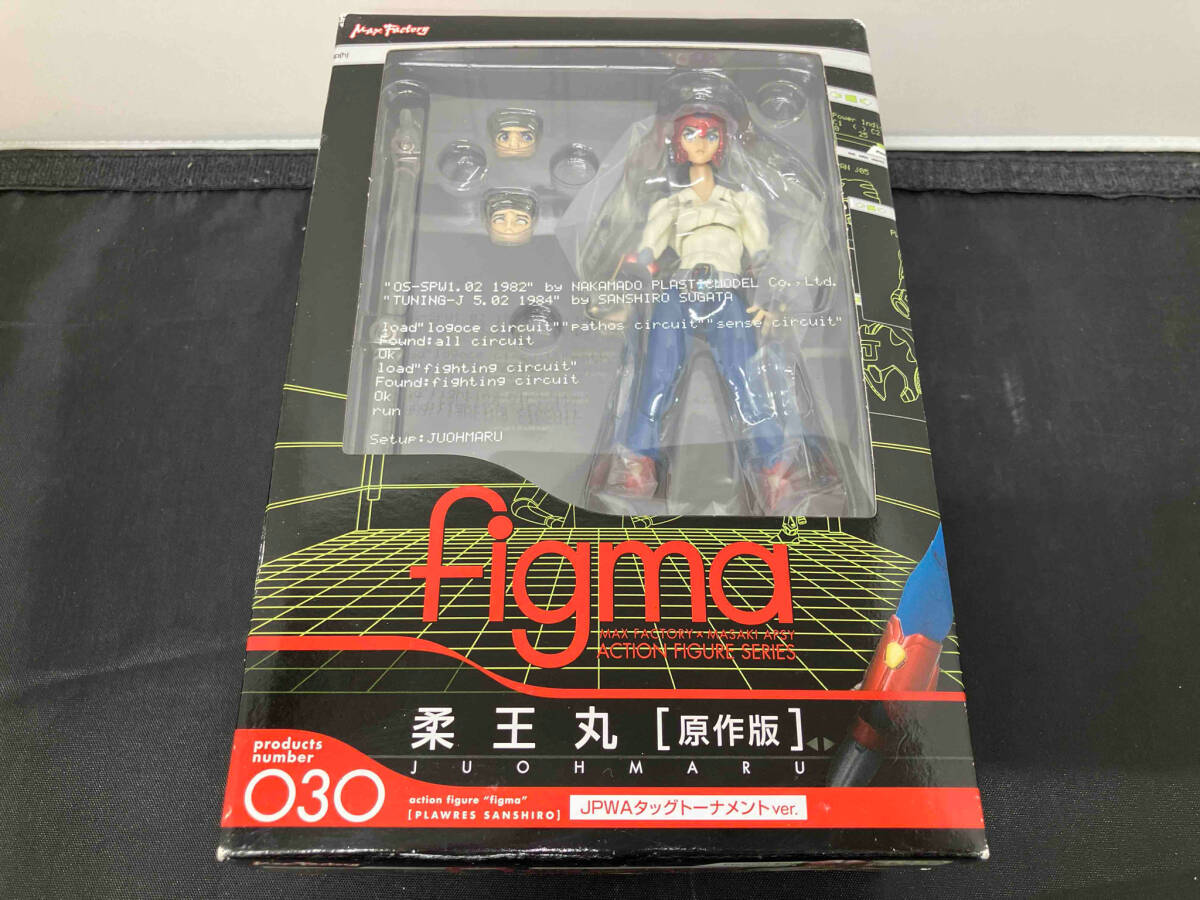 Max Factory
Power Indi
"OS-SPW1.02 1982" by NAKAMADO PLASTICMODEL Co.,Ltd.
"TUNING-J 5.02 1984" by SANSHIRO SUGATA
load"logoce circuit""pathos circuit""sense circuit"
Found:all circuit
Ok
load"fighting circuit"
Found:fighting circuit
Ok
run
Setup:JUOHMARU
figma
MAX FACTORY × MASAKI APSY
ACTION FIGURE SERIES
柔王丸[原作版]
JUOHMARU
products
number
030
action figure "figma"
[PLAWRES SANSHIRO]
JPWAタッグトーナメントver.